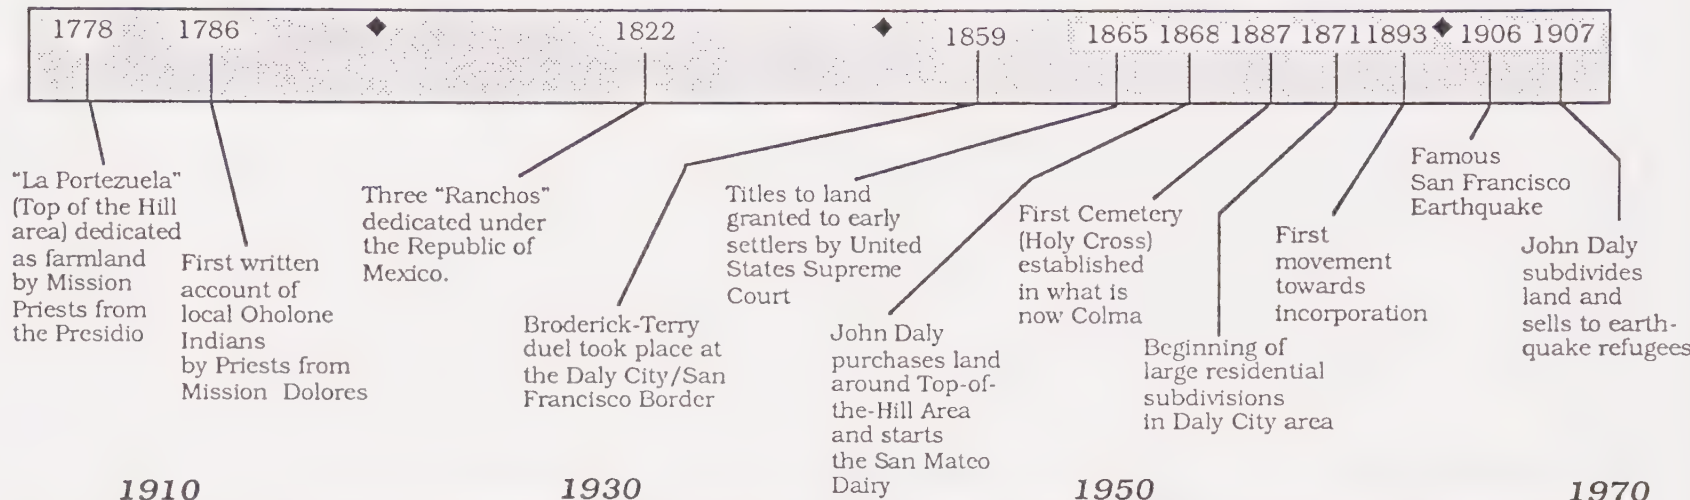 1778 1786 1822 1859 1865 1868 1887 1871 1893 1906 1907
"La Portezuela"
(Top of the Hill
area) dedicated
as farmland
by Mission
Priests from
the Presidio
First written
account of
local Oholone
Indians
by Priests from
Mission Dolores
Three "Ranchos"
dedicated under
the Republic of
Mexico.
Broderick-Terry
duel took place at
the Daly City/San
Francisco Border
Titles to land
granted to early
settlers by United
States Supreme
Court
John Daly
purchases land
around Top-of-
the-Hill Area
and starts
the San Mateo
Dairy
First Cemetery
(Holy Cross)
established
in what is
now Colma
Beginning of
large residential
subdivisions
in Daly City area
First
movement
towards
incorporation
Famous
San Francisco
Earthquake
John Daly
subdivides
land and
sells to earth-
quake refugees
1910 1930 1950 1970